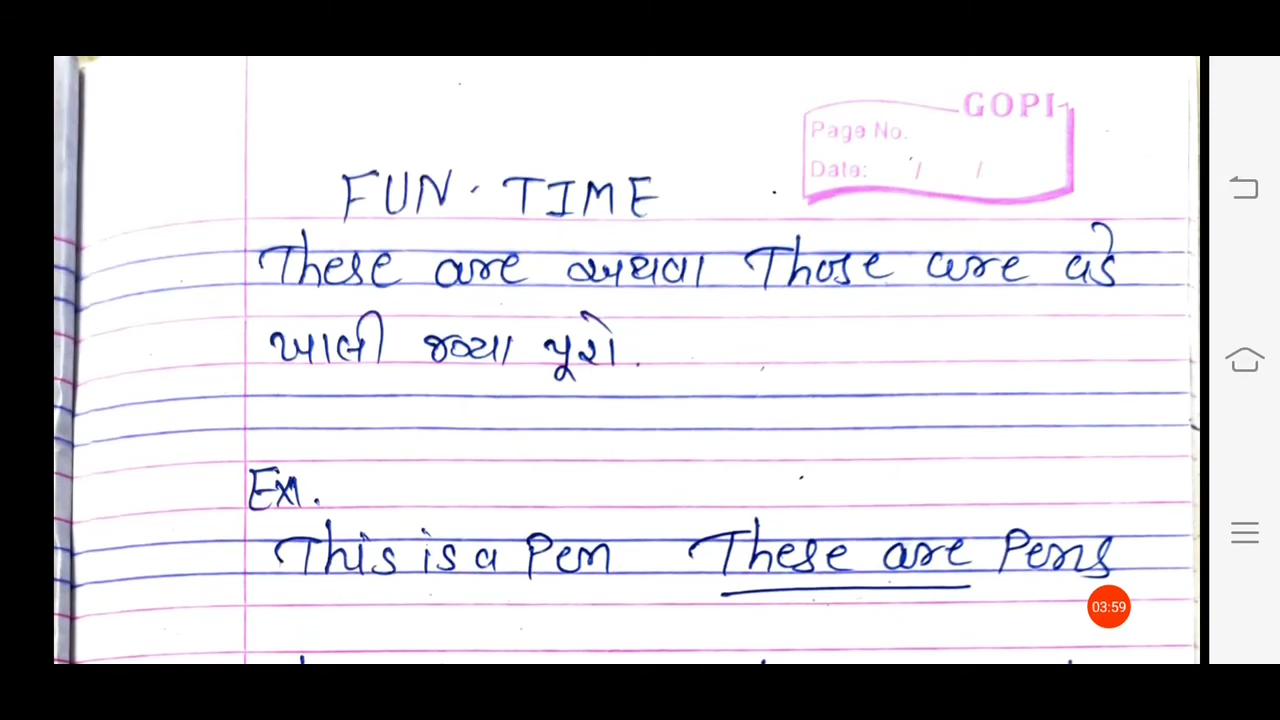 GOPI
Page No.
Date: / /
FUN. TIME
These are અથવા Those are વડે
ખાલી જગ્યા પૂરો.
Ex.
This is a Pen These are Pens
03:59